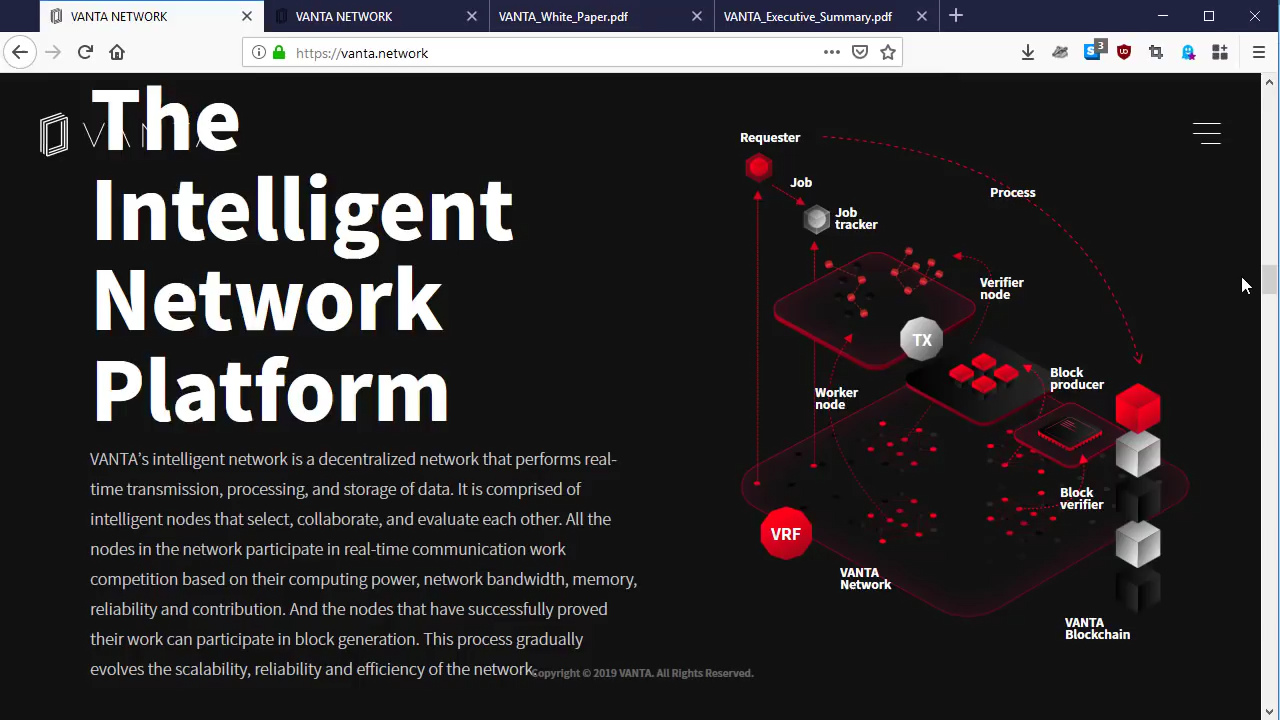 VANTA NETWORK
VANTA NETWORK
VANTA_White_Paper.pdf
VANTA_Executive_Summary.pdf
https://vanta.network
3
The
Intelligent
Network
Platform
VANTA's intelligent network is a decentralized network that performs real-
time transmission, processing, and storage of data. It is comprised of
intelligent nodes that select, collaborate, and evaluate each other. All the
nodes in the network participate in real-time communication work
competition based on their computing power, network bandwidth, memory,
reliability and contribution. And the nodes that have successfully proved
their work can participate in block generation. This process gradually
evolves the scalability, reliability and efficiency of the network.
Requester
Job
Job
tracker
Process
Verifier
node
TX
Block
producer
Worker
node
Block
verifier
VRF
VANTA
Network
VANTA
Blockchain
Copyright © 2019 VANTA. All Rights Reserved.